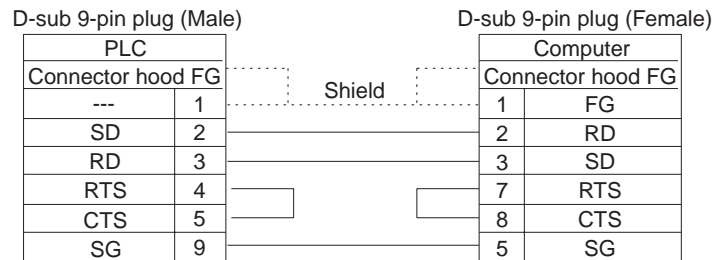 D-sub 9-pin plug (Male) D-sub 9-pin plug (Female)
PLC Computer
Connector hood FG Shield Connector hood FG
--- 1 1 FG
SD 2 2 RD
RD 3 3 SD
RTS 4 7 RTS
CTS 5 8 CTS
SG 9 5 SG